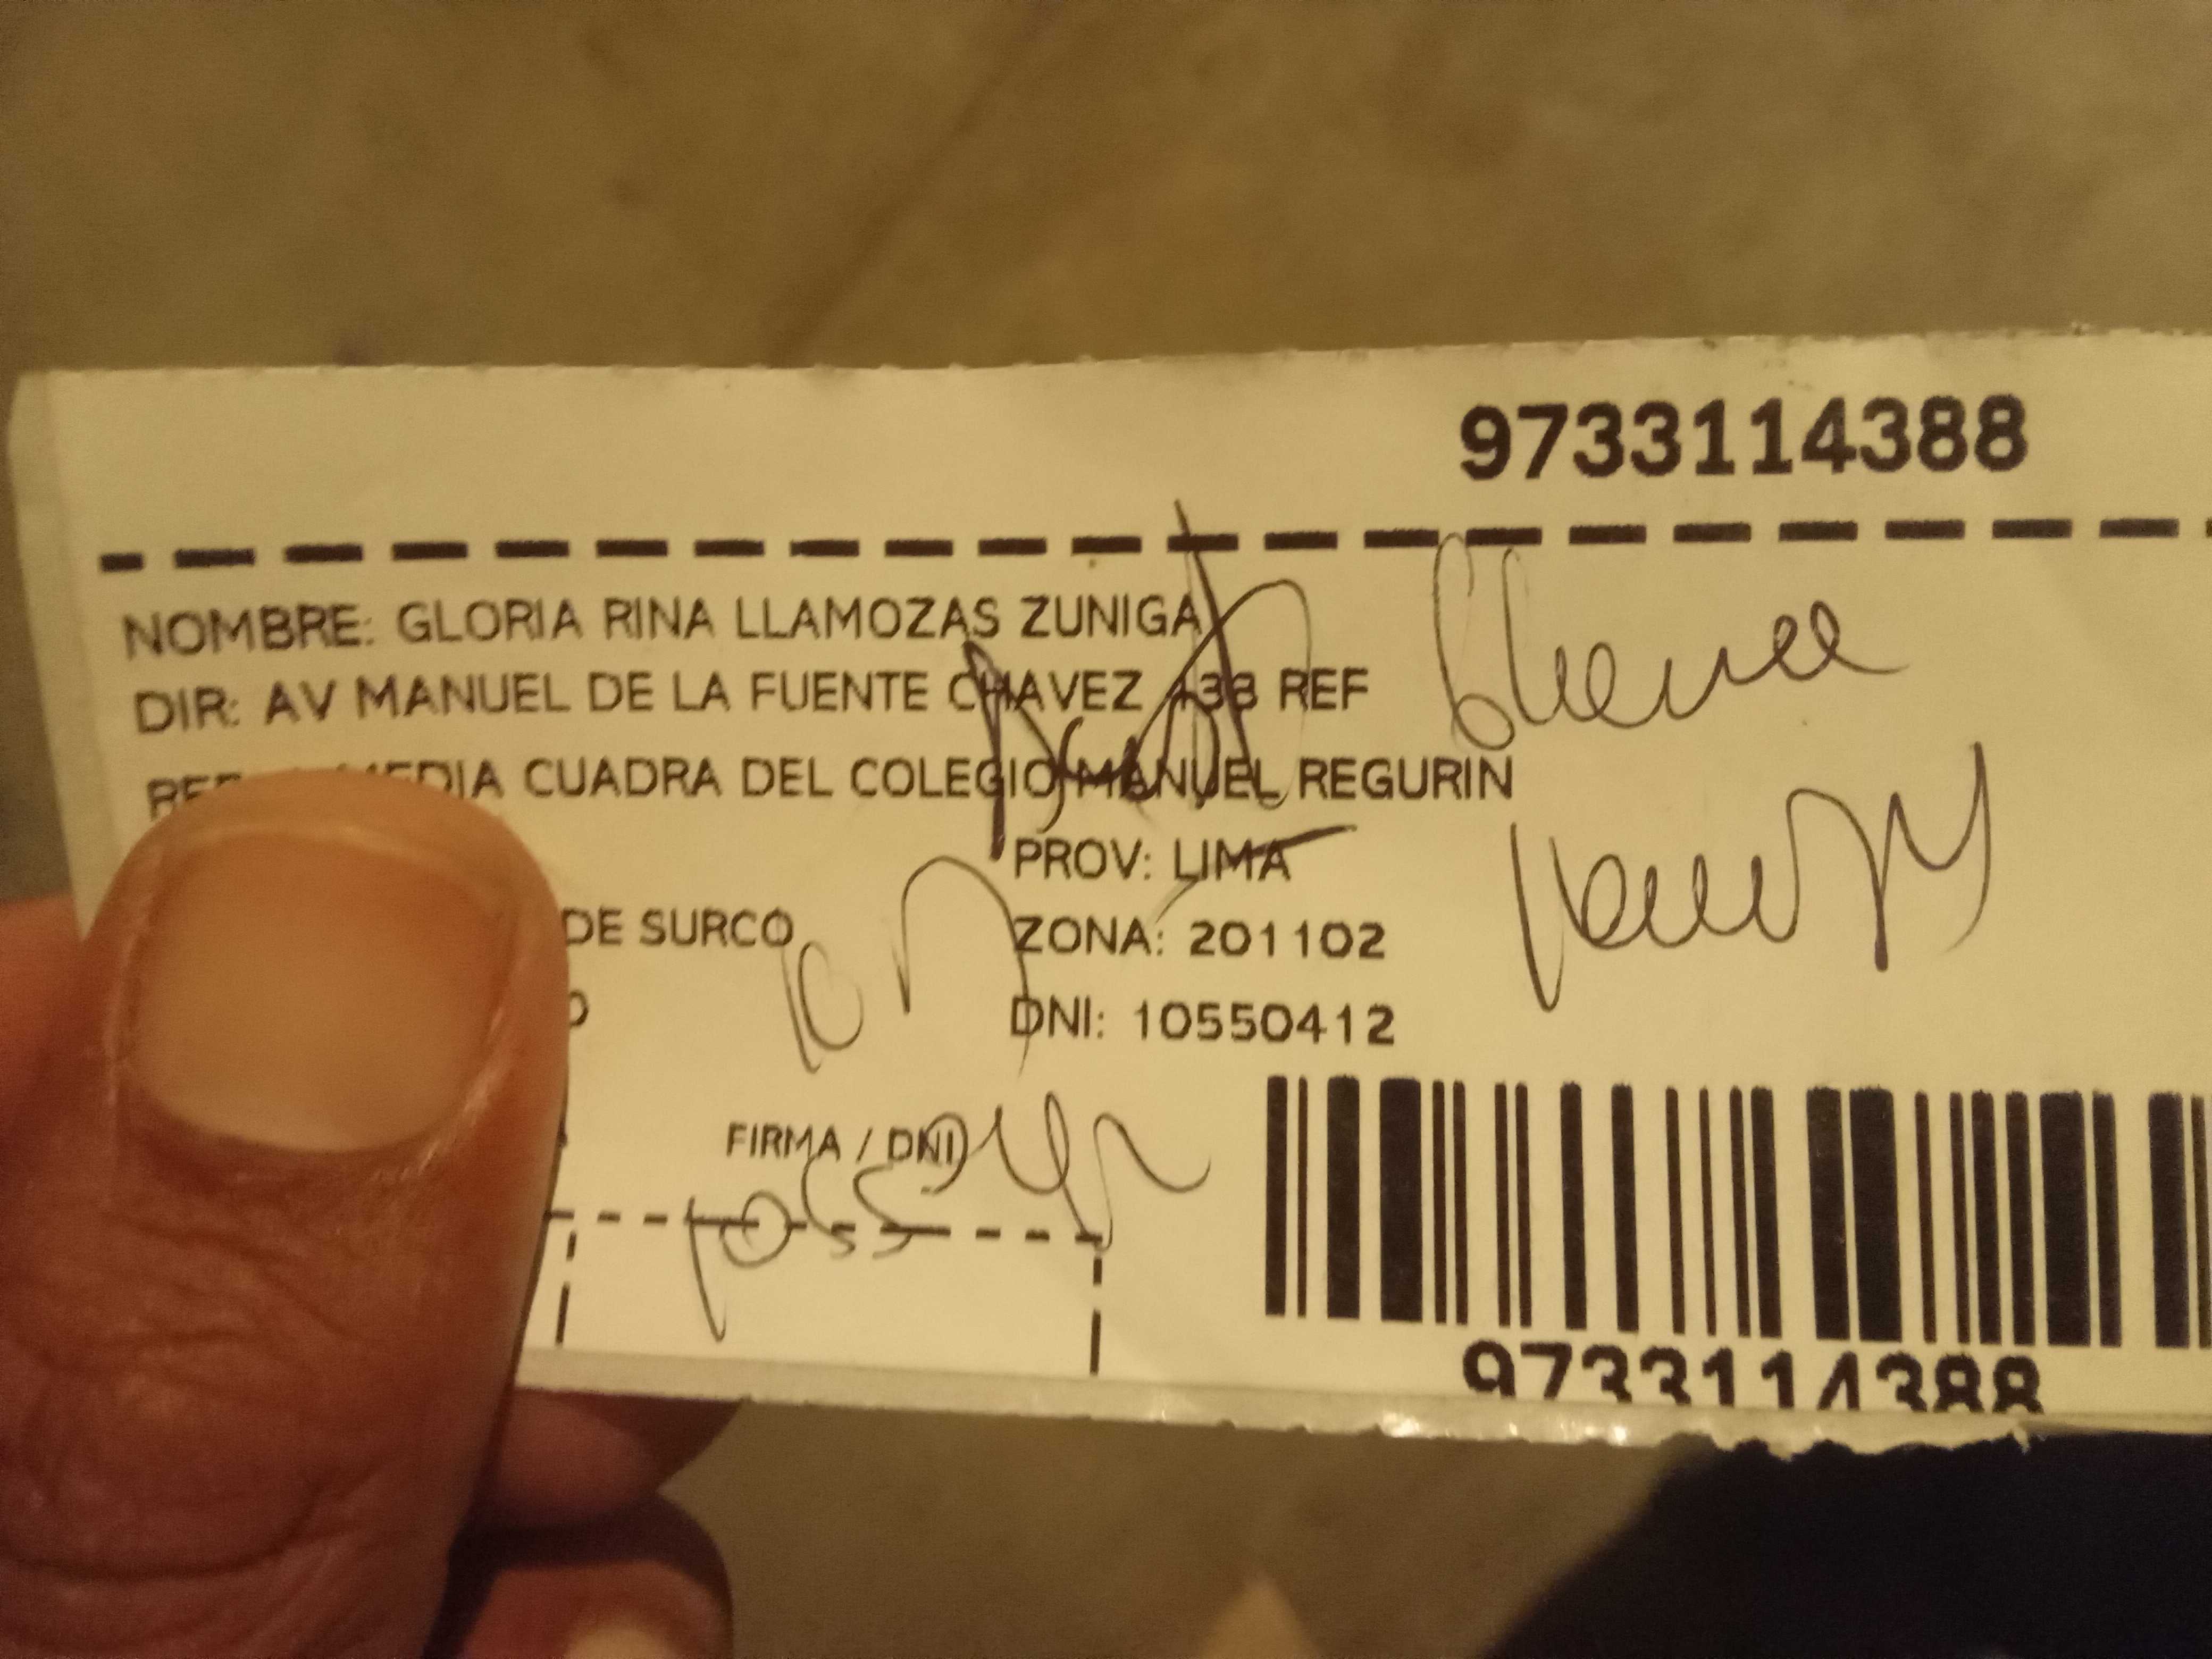 9733114388
NOMBRE: GLORIA RINA LLAMOZAS ZUNIGA
DIR: AV MANUEL DE LA FUENTE CHAVEZ 138 REF
MEDIA CUADRA DEL COLEGIO MANUEL REGURIN
PROV: LIMA
DE SURCO
ZONA: 201102
DNI: 10550412
FIRMA / DNI
9733114388